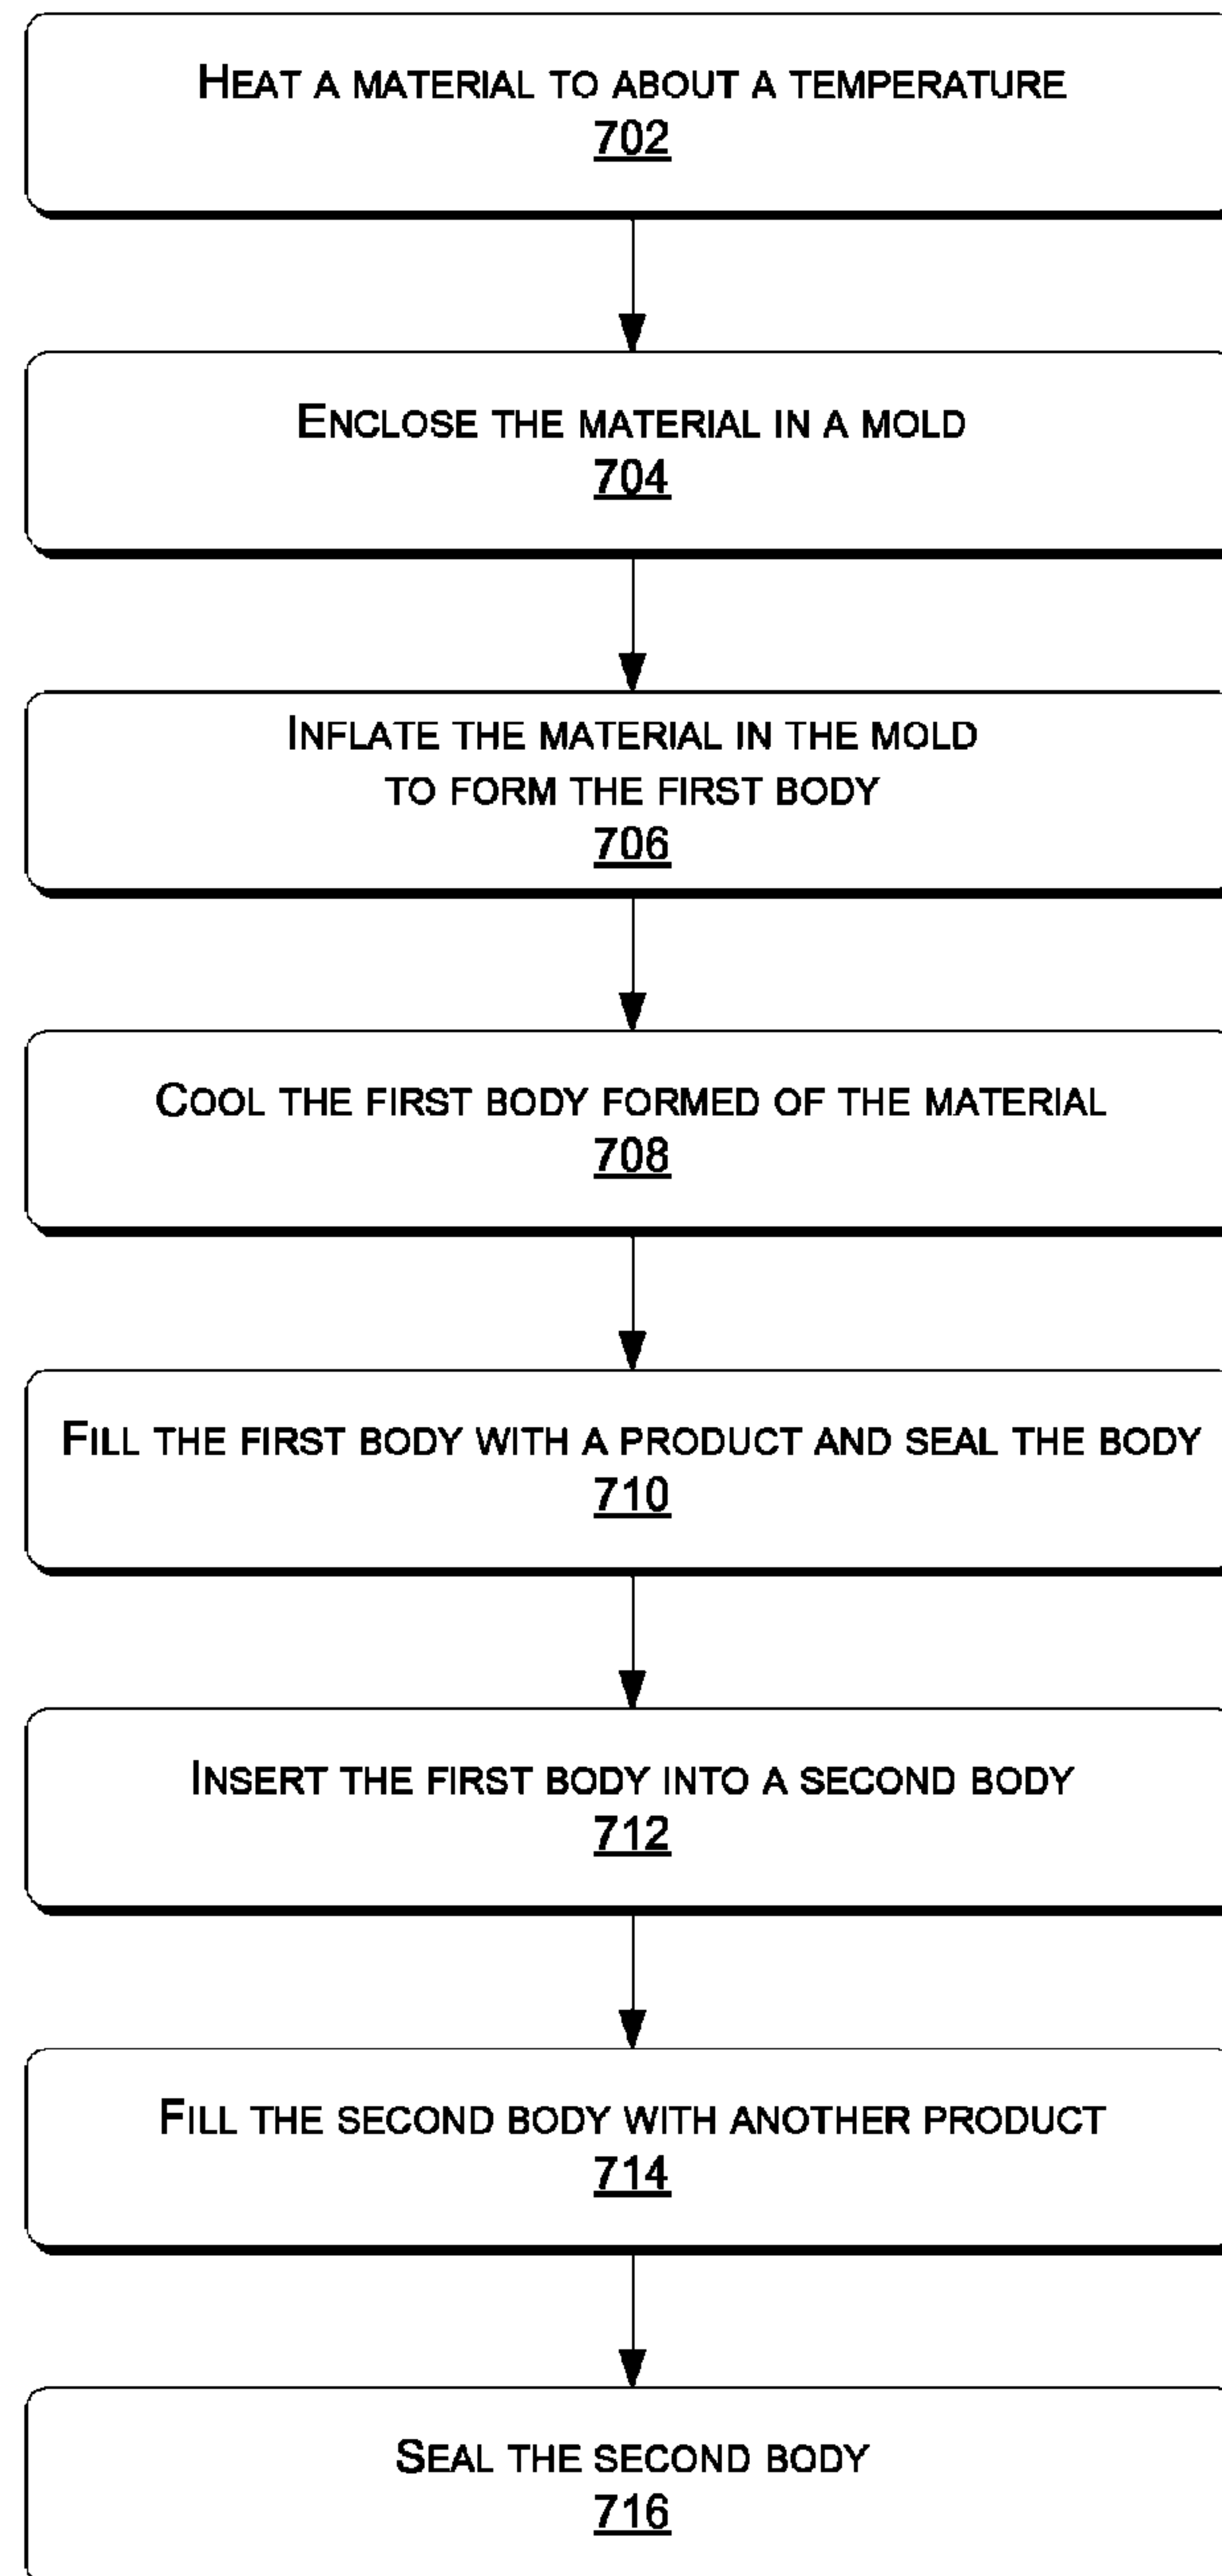 HEAT A MATERIAL TO ABOUT A TEMPERATURE
702
ENCLOSE THE MATERIAL IN A MOLD
704
INFLATE THE MATERIAL IN THE MOLD
TO FORM THE FIRST BODY
706
COOL THE FIRST BODY FORMED OF THE MATERIAL
708
FILL THE FIRST BODY WITH A PRODUCT AND SEAL THE BODY
710
INSERT THE FIRST BODY INTO A SECOND BODY
712
FILL THE SECOND BODY WITH ANOTHER PRODUCT
714
SEAL THE SECOND BODY
716